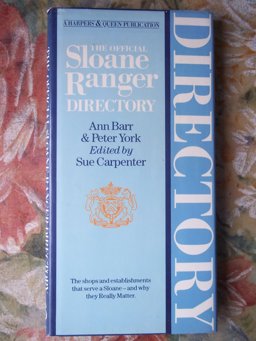 A HARPERS & QUEEN PUBLICATION
THE OFFICIAL
Sloane
Ranger
DIRECTORY
Ann Barr
& Peter York
Edited by
Sue Carpenter
The shops and establishments
that serve a Sloane – and why
they Really Matter.
DIRECTORY